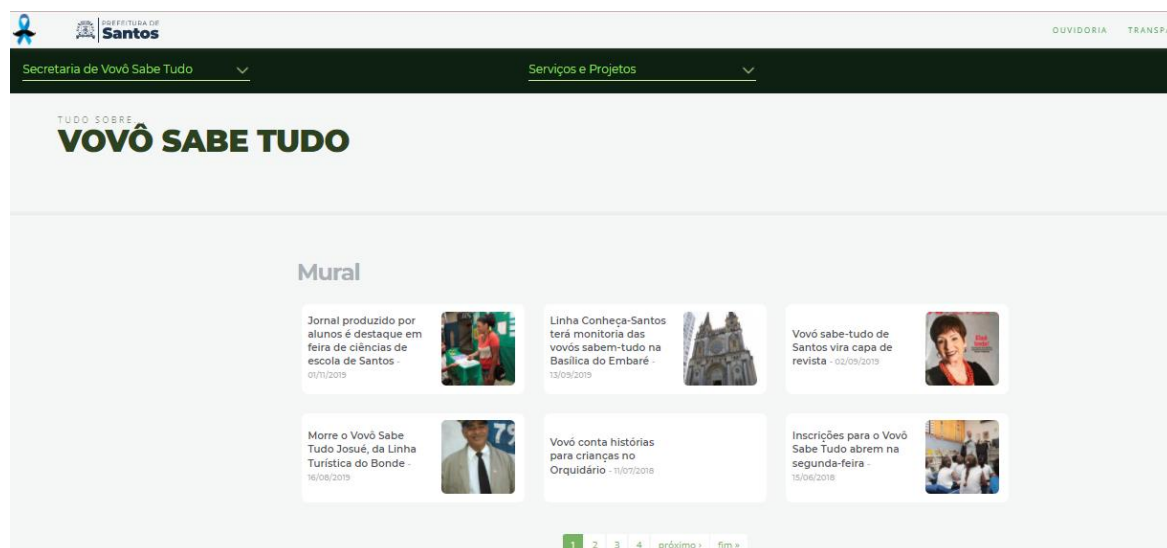 PREFEITURA DE
Santos
OUVIDORIA TRANSPA
Secretaria de Vovô Sabe Tudo
Serviços e Projetos
TUDO SOBRE
VOVÔ SABE TUDO
Mural
Jornal produzido por
alunos é destaque em
feira de ciências de
escola de Santos -
01/11/2019
Linha Conheça-Santos
terá monitoria das
vovós sabem-tudo na
Basílica do Embaré -
13/09/2019
Vovó sabe-tudo de
Santos vira capa de
revista - 02/09/2019
Morre o Vovô Sabe
Tudo Josué, da Linha
Turística do Bonde -
16/08/2019
79
Vovó conta histórias
para crianças no
Orquidário - 11/07/2018
Inscrições para o Vovô
Sabe Tudo abrem na
segunda-feira -
15/06/2018
1 2 3 4 próximo › fim »